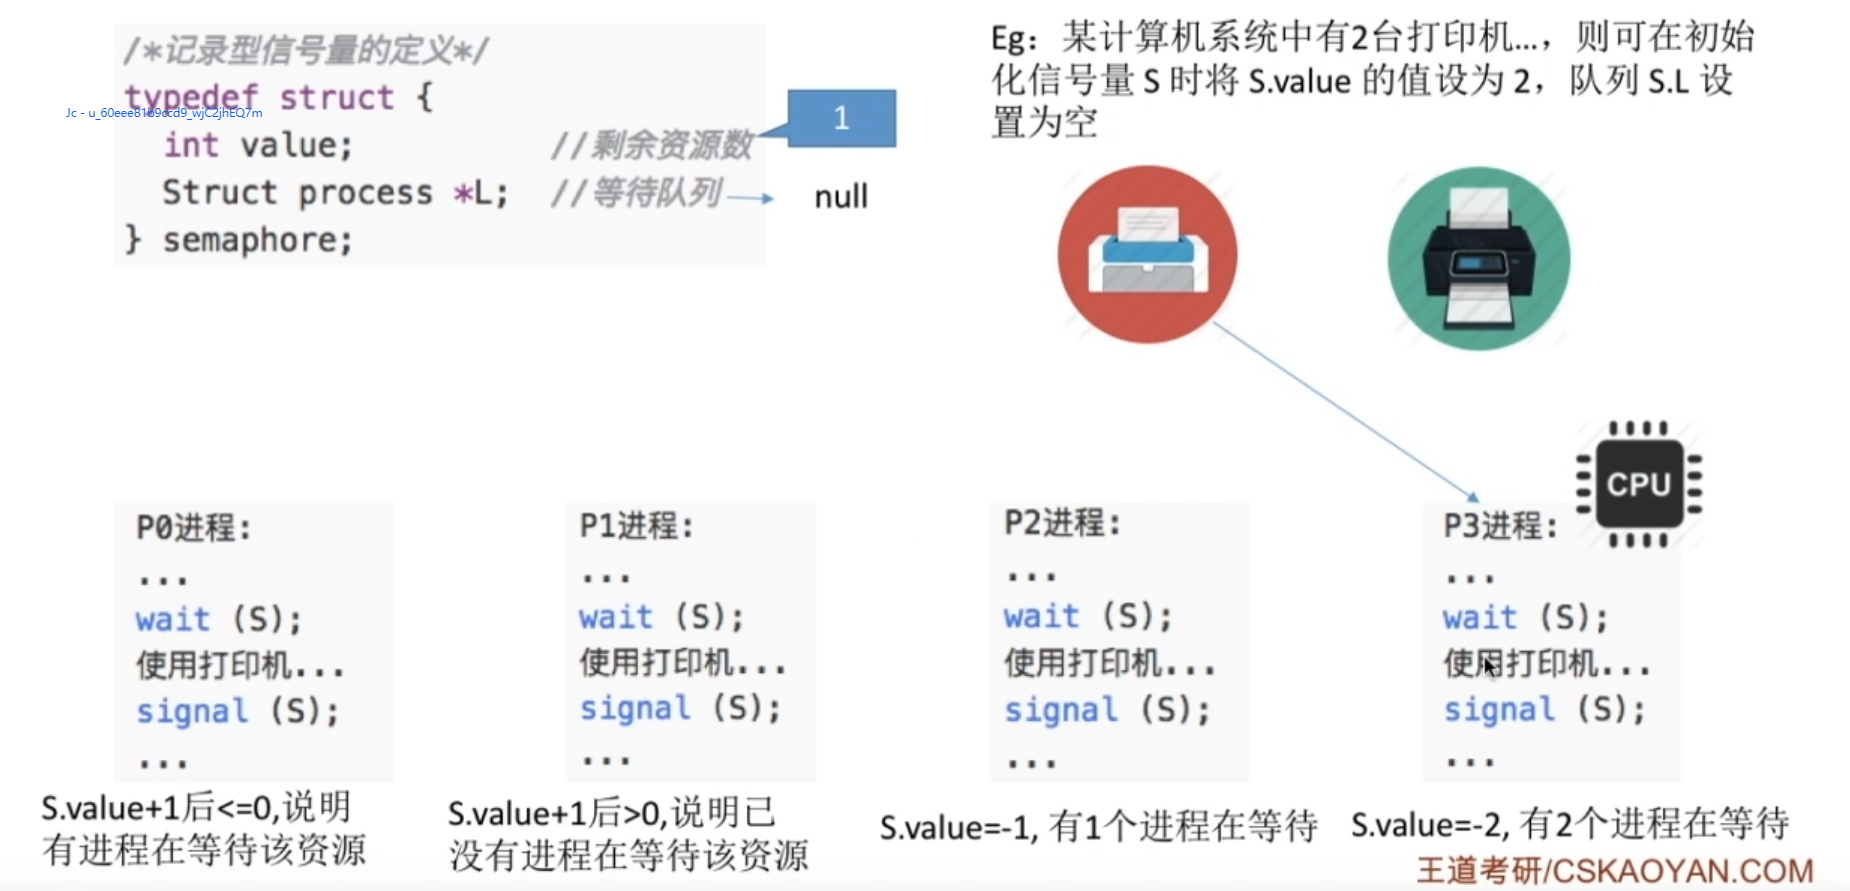 /*记录型信号量的定义*/
typedef struct {
Jc - u_60eee81b9ccd9_wjC2jhEQ7m
int value;    //剩余资源数
1
Struct process *L;    //等待队列
null
} semaphore;
Eg：某计算机系统中有2台打印机...，则可在初始
化信号量 S 时将 S.value 的值设为 2，队列 S.L 设
置为空
CPU
P0进程:
...
wait (S);
使用打印机...
signal (S);
...
S.value+1后<=0,说明
有进程在等待该资源
P1进程:
...
wait (S);
使用打印机...
signal (S);
...
S.value+1后>0,说明已
没有进程在等待该资源
P2进程:
...
wait (S);
使用打印机...
signal (S);
...
S.value=-1, 有1个进程在等待
P3进程:
...
wait (S);
使用打印机...
signal (S);
...
S.value=-2, 有2个进程在等待
王道考研/CSKAOYAN.COM